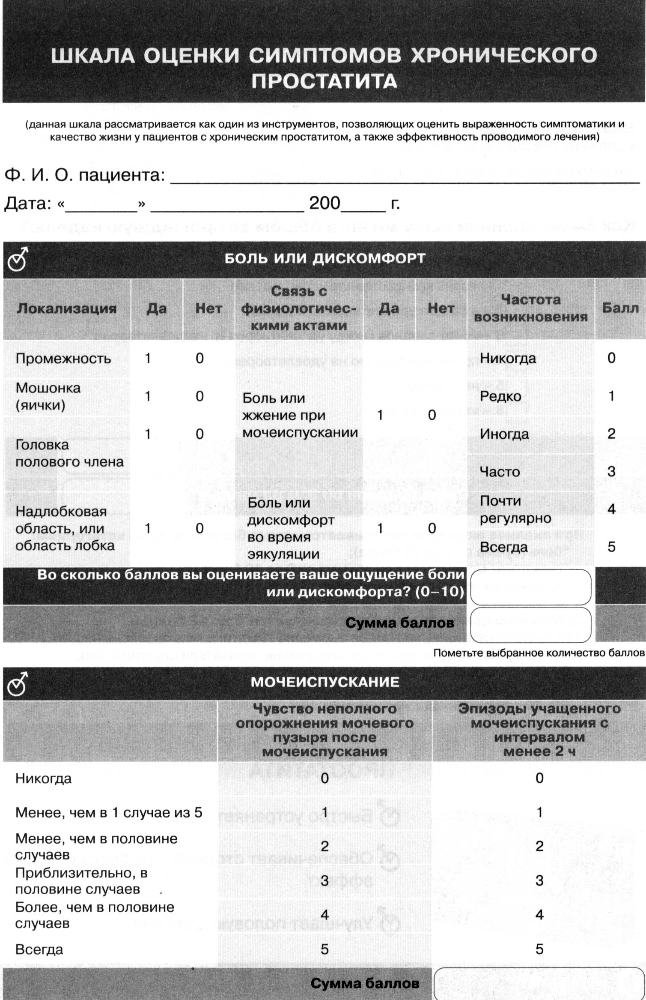 ШКАЛА ОЦЕНКИ СИМПТОМОВ ХРОНИЧЕСКОГО
ПРОСТАТИТА
(данная шкала рассматривается как один из инструментов, позволяющих оценить выраженность симптоматики и
качество жизни у пациентов с хроническим простатитом, а также эффективность проводимого лечения)
Ф. И. О. пациента:
Дата: «_______» _______________ 200____ г.
БОЛЬ ИЛИ ДИСКОМФОРТ
Локализация Да Нет Связь с физиологичес- кими актами Да Нет Частота возникновения Балл
Промежность 1 0
Мошонка
(яички) 1 0
Головка
полового члена 1 0
Надлобковая
область, или
область лобка 1 0
Боль или
жжение при
мочеиспускании 1 0
Боль или
дискомфорт
во время
эякуляции 1 0
Никогда 0
Редко 1
Иногда 2
Часто 3
Почти
регулярно 4
Всегда 5
Во сколько баллов вы оцениваете ваше ощущение боли
или дискомфорта? (0–10)
Сумма баллов
Пометьте выбранное количество баллов
МОЧЕИСПУСКАНИЕ
Чувство неполного
опорожнения мочевого
пузыря после
мочеиспускания
Эпизоды учащенного
мочеиспускания с
интервалом
менее 2 ч
Никогда 0 0
Менее, чем в 1 случае из 5 1 1
Менее, чем в половине
случаев 2 2
Приблизительно, в
половине случаев 3 3
Более, чем в половине
случаев 4 4
Всегда 5 5
Сумма баллов